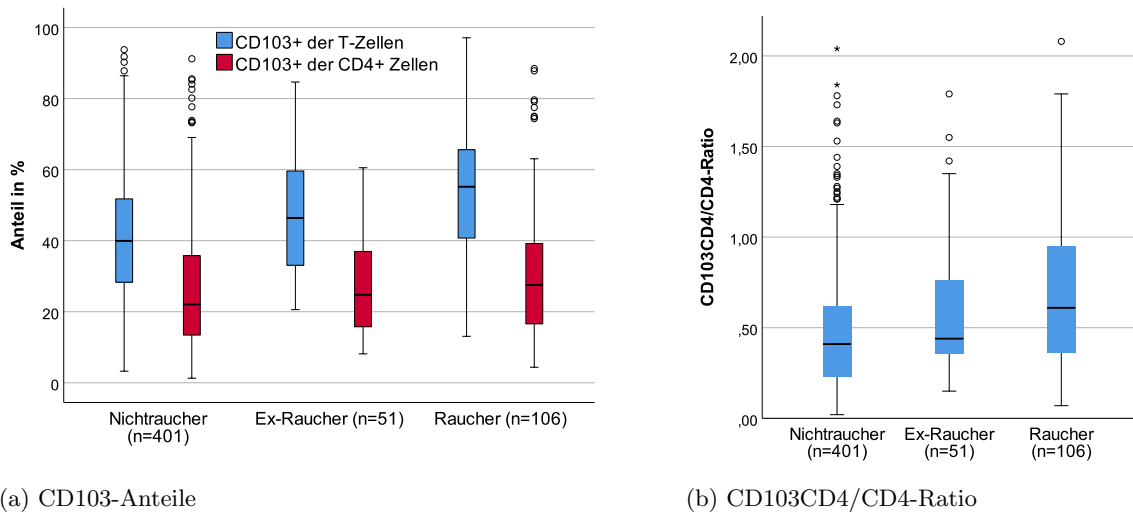 100
80
60
40
20
0
Anteil in %
CD103+ der T-Zellen
CD103+ der CD4+ Zellen
Nichtraucher
(n=401)
Ex-Raucher (n=51)
Raucher (n=106)
(a) CD103-Anteile
2,00
1,50
1,00
,50
,00
CD103CD4/CD4-Ratio
Nichtraucher
(n=401)
Ex-Raucher
(n=51)
Raucher
(n=106)
(b) CD103CD4/CD4-Ratio